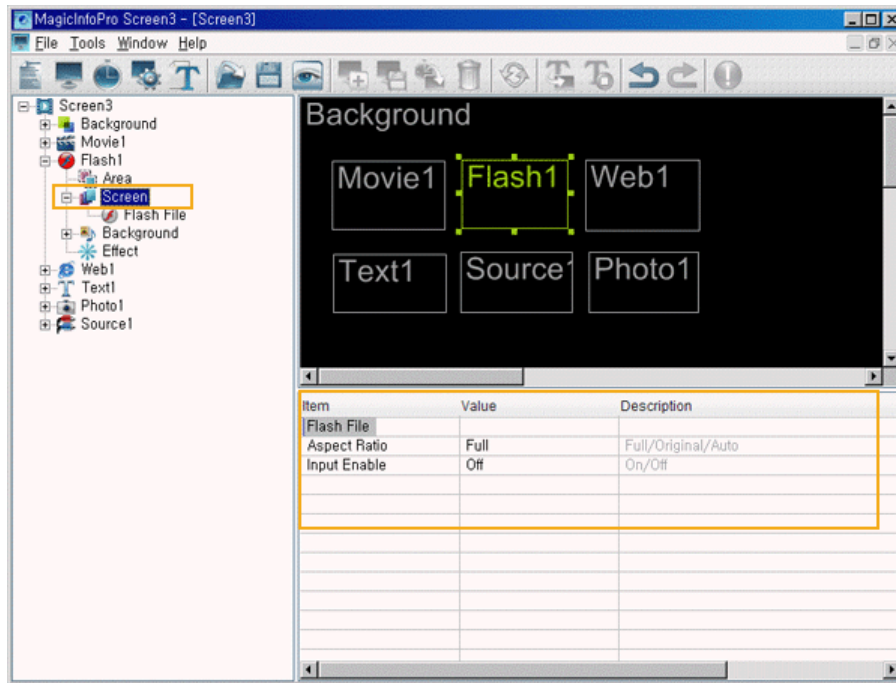 MagicInfoPro Screen3 - [Screen3]
File Tools Window Help
Screen3
Background
Movie1
Flash1
Area
Screen
Flash File
Background
Effect
Web1
Text1
Photo1
Source1
Background
Movie1 Flash1 Web1
Text1 Source1 Photo1
Item Value Description
Flash File
Aspect Ratio Full Full/Original/Auto
Input Enable Off On/Off